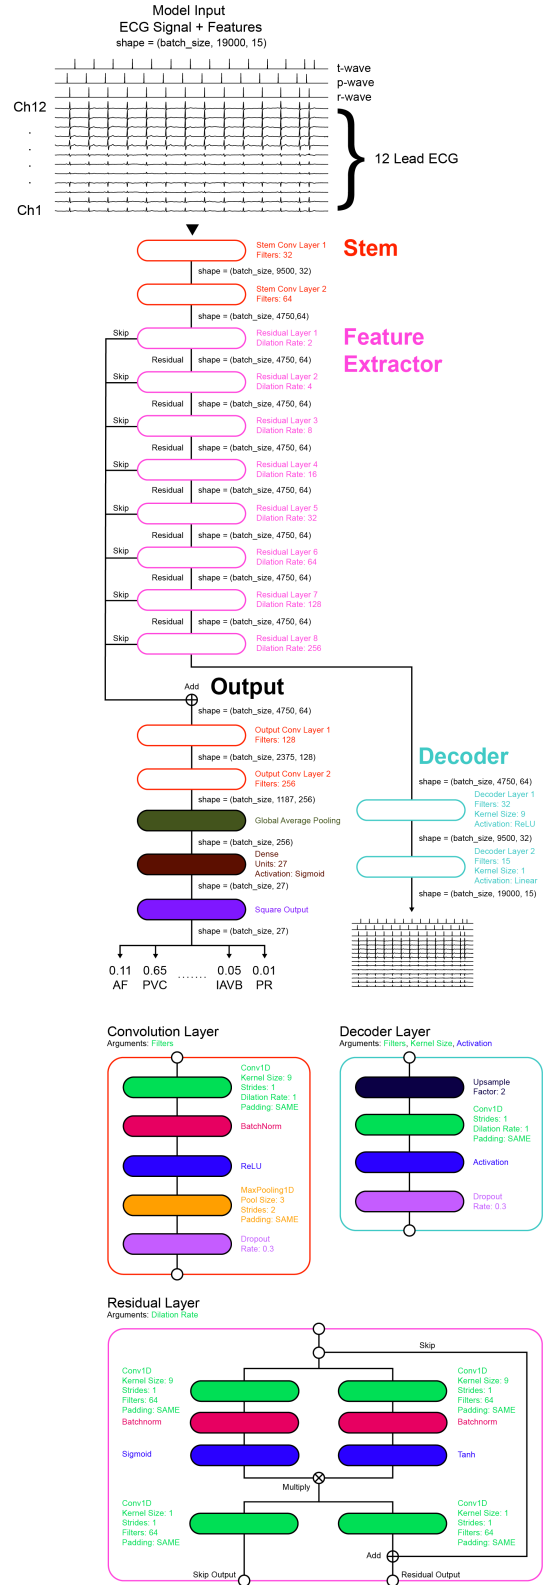 Model Input
ECG Signal + Features
shape = (batch_size, 19000, 15)
t-wave
p-wave
r-wave
Ch12
.
.
.
.
12 Lead ECG
Ch1
Stem Conv Layer 1
Filters: 32
Stem
shape = (batch_size, 9500, 32)
Stem Conv Layer 2
Filters: 64
shape = (batch_size, 4750,64)
Feature
Extractor
Skip
Residual Layer 1
Dilation Rate: 2
Residual
shape = (batch_size, 4750, 64)
Skip
Residual Layer 2
Dilation Rate: 4
Residual
shape = (batch_size, 4750, 64)
Skip
Residual Layer 3
Dilation Rate: 8
Residual
shape = (batch_size, 4750, 64)
Skip
Residual Layer 4
Dilation Rate: 16
Residual
shape = (batch_size, 4750, 64)
Skip
Residual Layer 5
Dilation Rate: 32
Residual
shape = (batch_size, 4750, 64)
Skip
Residual Layer 6
Dilation Rate: 64
Residual
shape = (batch_size, 4750, 64)
Skip
Residual Layer 7
Dilation Rate: 128
Residual
shape = (batch_size, 4750, 64)
Skip
Residual Layer 8
Dilation Rate: 256
Add
Output
shape = (batch_size, 4750, 64)
Output Conv Layer 1
Filters: 128
shape = (batch_size, 2375, 128)
Output Conv Layer 2
Filters: 256
shape = (batch_size, 1187, 256)
Global Average Pooling
shape = (batch_size, 256)
Dense
Units: 27
Activation: Sigmoid
shape = (batch_size, 27)
Square Output
shape = (batch_size, 27)
0.11 0.65 ....... 0.05 0.01
AF PVC IAVB PR
Decoder
shape = (batch_size, 4750, 64)
Decoder Layer 1
Filters: 32
Kernel Size: 9
Activation: ReLU
shape = (batch_size, 9500, 32)
Decoder Layer 2
Filters: 15
Kernel Size: 1
Activation: Linear
shape = (batch_size, 19000, 15)
Convolution Layer
Arguments: Filters
Conv1D
Kernel Size: 9
Strides: 1
Dilation Rate: 1
Padding: SAME
BatchNorm
ReLU
MaxPooling1D
Pool Size: 3
Strides: 2
Padding: SAME
Dropout
Rate: 0.3
Decoder Layer
Arguments: Filters, Kernel Size, Activation
Upsample
Factor: 2
Conv1D
Strides: 1
Dilation Rate: 1
Padding: SAME
Activation
Dropout
Rate: 0.3
Residual Layer
Arguments: Dilation Rate
Skip
Conv1D
Kernel Size: 9
Strides: 1
Filters: 64
Padding: SAME
Batchnorm
Sigmoid
Conv1D
Kernel Size: 9
Strides: 1
Filters: 64
Padding: SAME
Batchnorm
Tanh
Multiply
Conv1D
Kernel Size: 1
Strides: 1
Filters: 64
Padding: SAME
Conv1D
Kernel Size: 1
Strides: 1
Filters: 64
Padding: SAME
Add
Skip Output
Residual Output